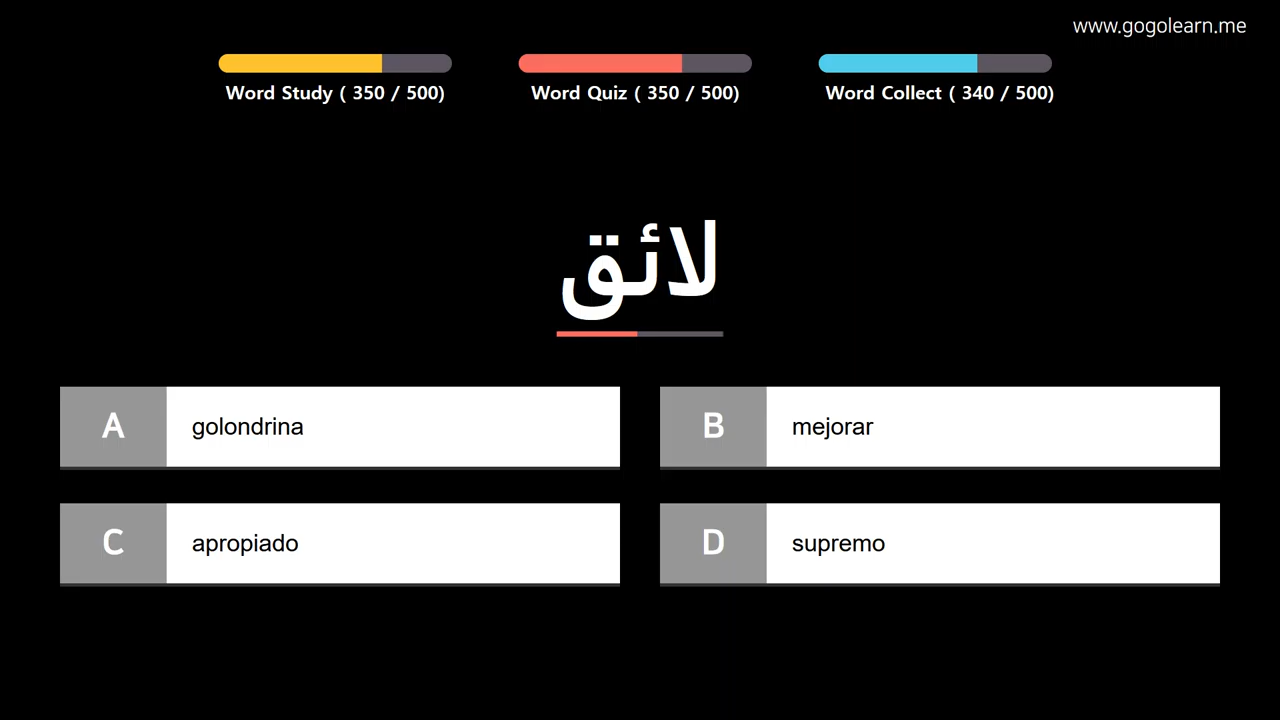 www.gogolearn.me
Word Study ( 350 / 500)
Word Quiz ( 350 / 500)
Word Collect ( 340 / 500)
لائق
A golondrina
B mejorar
C apropiado
D supremo